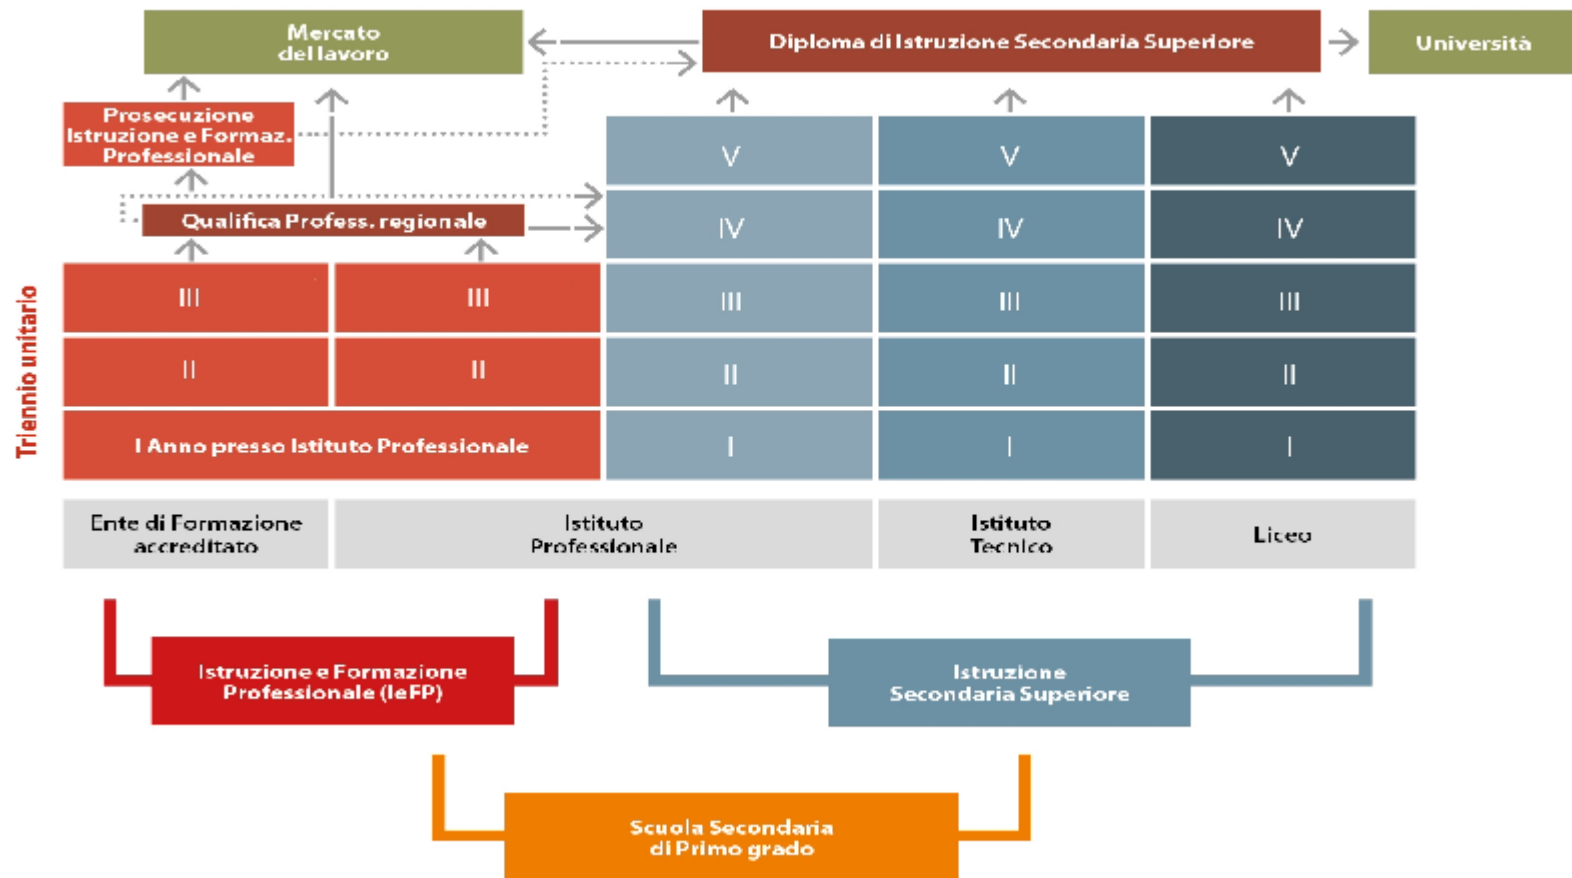 Mercato
del lavoro
Diploma di Istruzione Secondaria Superiore
Università
Prosecuzione
Istruzione e Formaz.
Professionale
V
V
V
Qualifica Profess. regionale
IV
IV
IV
Triennio unitario
III
III
III
III
III
II
II
II
II
II
I Anno presso Istituto Professionale
I
I
I
Ente di Formazione
accreditato
Istituto
Professionale
Istituto
Tecnico
Liceo
Istruzione e Formazione
Professionale (IeFP)
Istruzione
Secondaria Superiore
Scuola Secondaria
di Primo grado